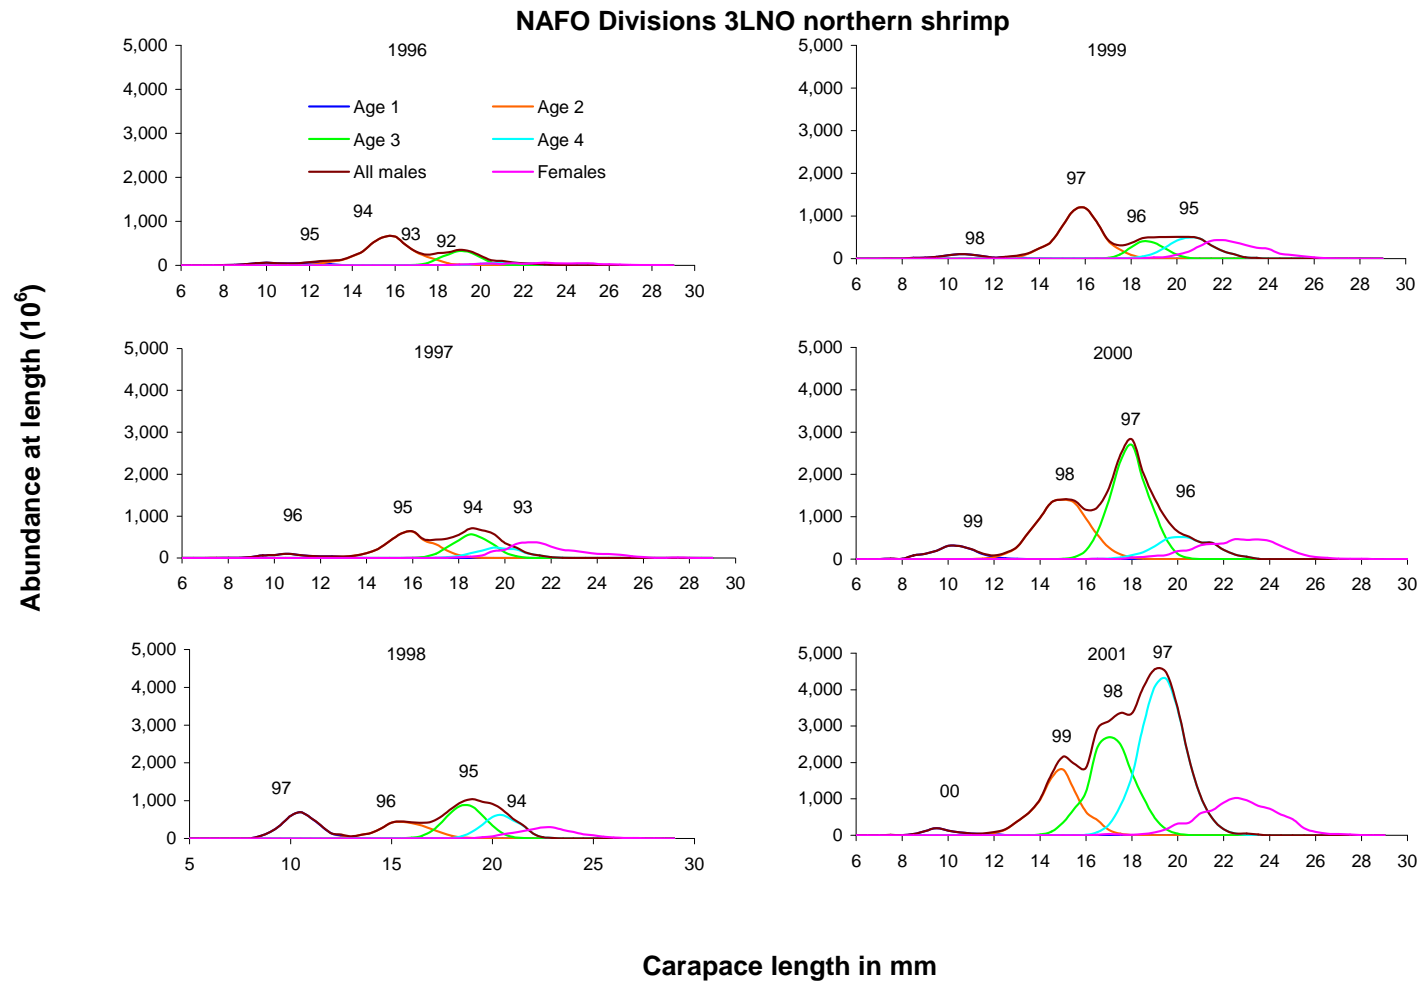 NAFO Divisions 3LNO northern shrimp
Abundance at length (10^6)
1996
5,000
4,000
3,000
2,000
1,000
0
Age 1 Age 2
Age 3 Age 4
All males Females
95 94 93 92
6 8 10 12 14 16 18 20 22 24 26 28 30
1999
5,000
4,000
3,000
2,000
1,000
0
98 97 96 95
6 8 10 12 14 16 18 20 22 24 26 28 30
1997
5,000
4,000
3,000
2,000
1,000
0
96 95 94 93
6 8 10 12 14 16 18 20 22 24 26 28 30
2000
5,000
4,000
3,000
2,000
1,000
0
99 98 97 96
6 8 10 12 14 16 18 20 22 24 26 28 30
1998
5,000
4,000
3,000
2,000
1,000
0
97 96 95 94
5 10 15 20 25 30
2001
5,000
4,000
3,000
2,000
1,000
0
00 99 98 97
6 8 10 12 14 16 18 20 22 24 26 28 30
Carapace length in mm